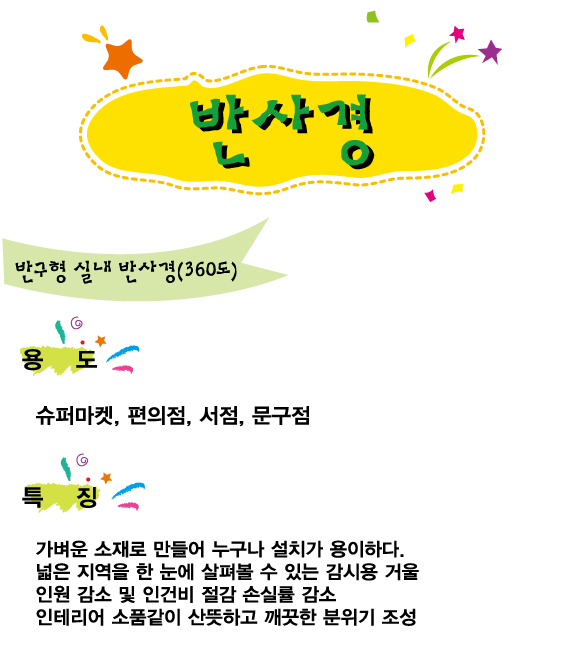 반사경
반구형 실내 반사경(360도)
용 도
슈퍼마켓, 편의점, 서점, 문구점
특 징
가벼운 소재로 만들어 누구나 설치가 용이하다.
넓은 지역을 한 눈에 살펴볼 수 있는 감시용 거울
인원 감소 및 인건비 절감 손실률 감소
인테리어 소품같이 산뜻하고 깨끗한 분위기 조성